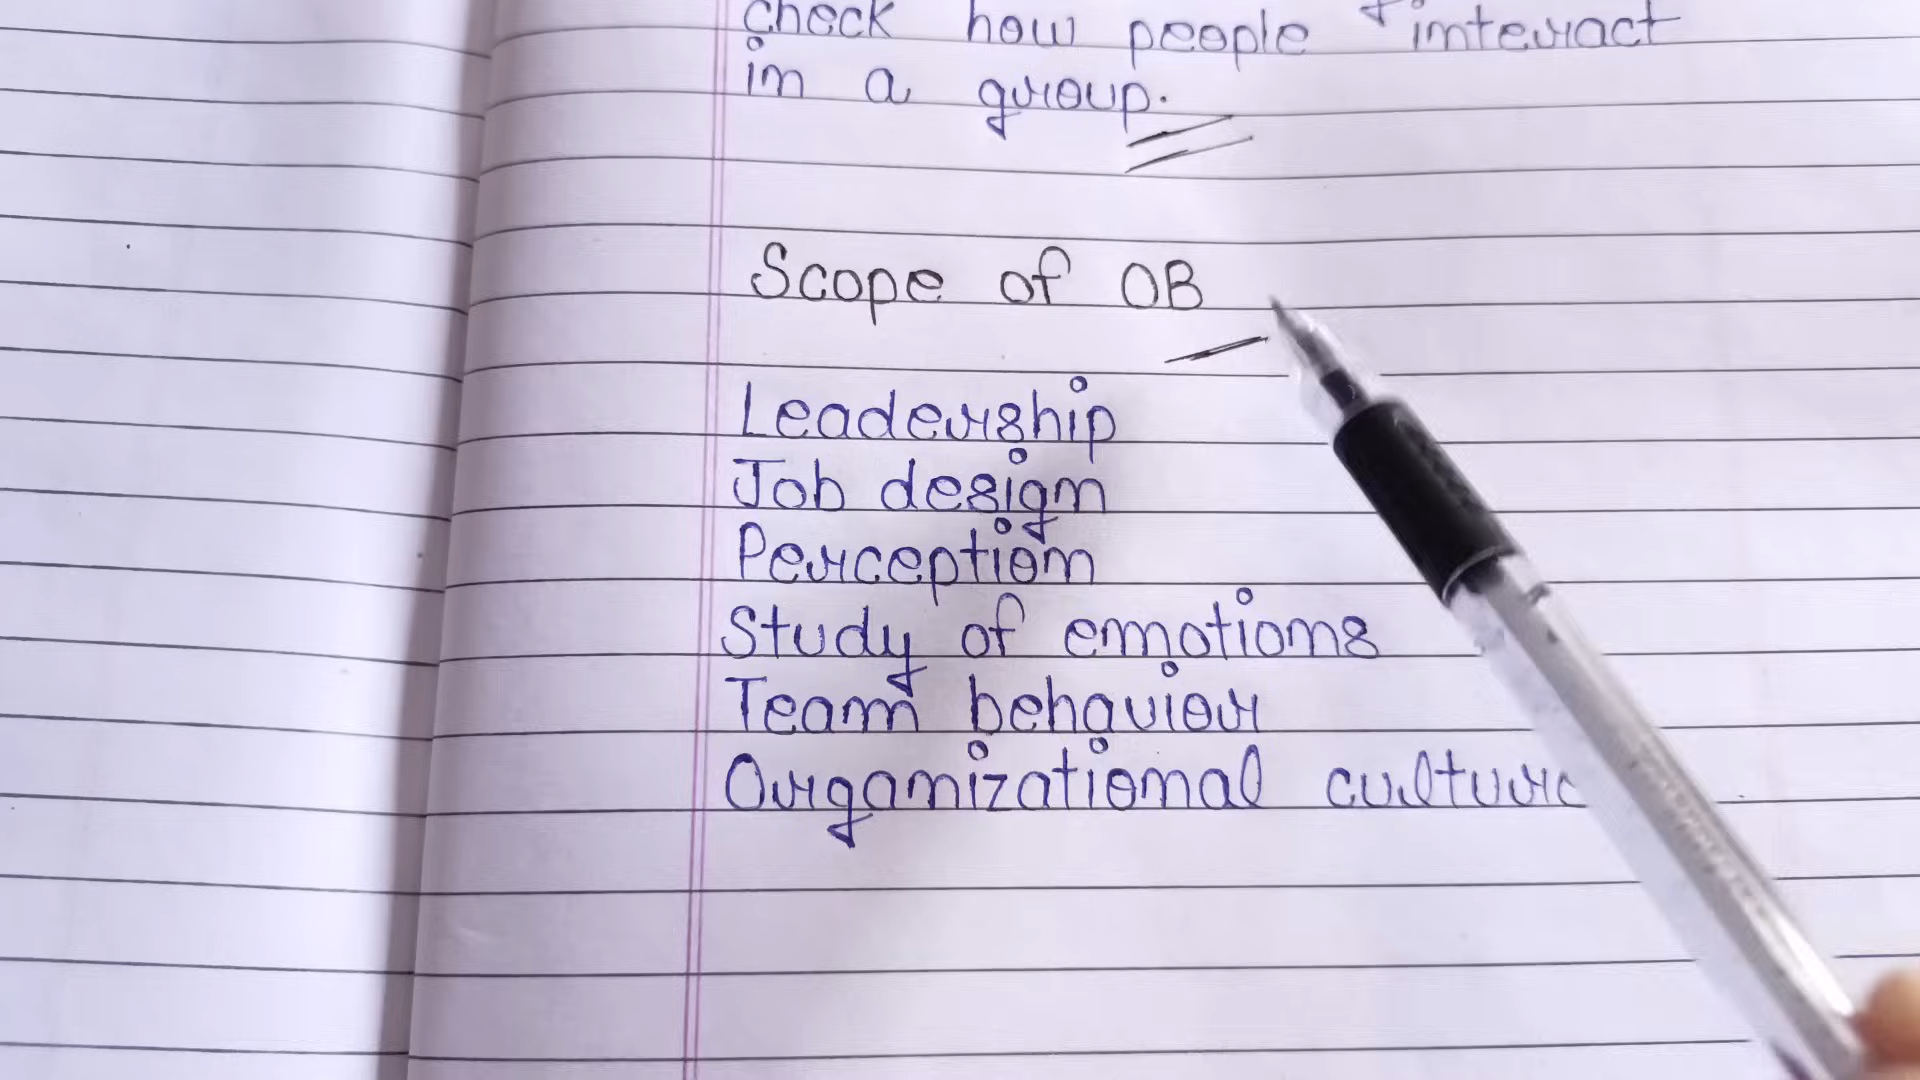 check how people interact
in a group.
Scope of OB
Leadership
Job design
Perception
Study of emotions
Team behaviour
Organizational culture